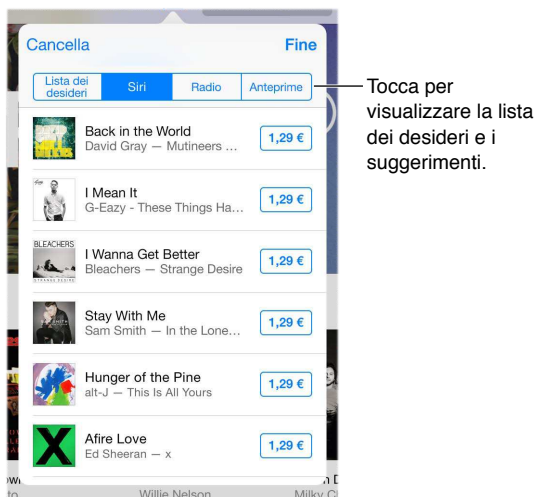 Cancella
Fine
Lista dei
desideri
Siri
Radio
Anteprime
Tocca per
visualizzare la lista
dei desideri e i
suggerimenti.
Back in the World
David Gray — Mutineers ...
1,29 €
I Mean It
G-Eazy - These Things Ha...
1,29 €
BLEACHERS
STRANGE DESIRE
I Wanna Get Better
Bleachers — Strange Desire
1,29 €
Stay With Me
Sam Smith — In the Lone...
1,29 €
Hunger of the Pine
alt-J — This Is All Yours
1,29 €
Afire Love
Ed Sheeran — x
1,29 €
Willie Nelson
Milky C